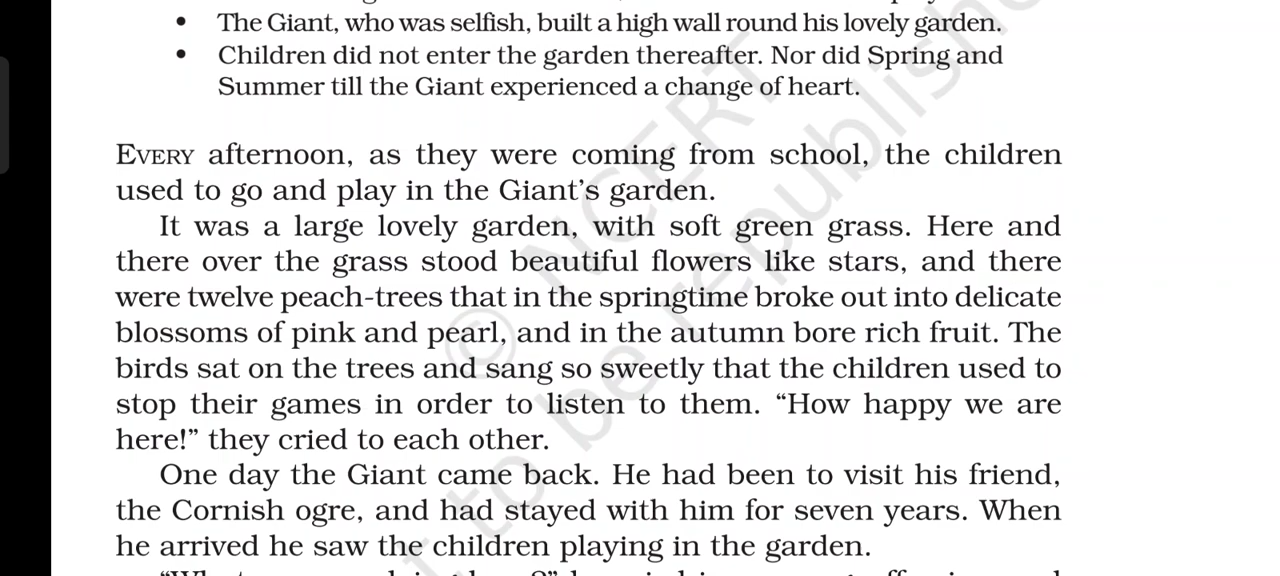 • The Giant, who was selfish, built a high wall round his lovely garden.
• Children did not enter the garden thereafter. Nor did Spring and
Summer till the Giant experienced a change of heart.
EVERY afternoon, as they were coming from school, the children
used to go and play in the Giant’s garden.
It was a large lovely garden, with soft green grass. Here and
there over the grass stood beautiful flowers like stars, and there
were twelve peach-trees that in the springtime broke out into delicate
blossoms of pink and pearl, and in the autumn bore rich fruit. The
birds sat on the trees and sang so sweetly that the children used to
stop their games in order to listen to them. “How happy we are
here!” they cried to each other.
One day the Giant came back. He had been to visit his friend,
the Cornish ogre, and had stayed with him for seven years. When
he arrived he saw the children playing in the garden.
© NCERT
to be republish